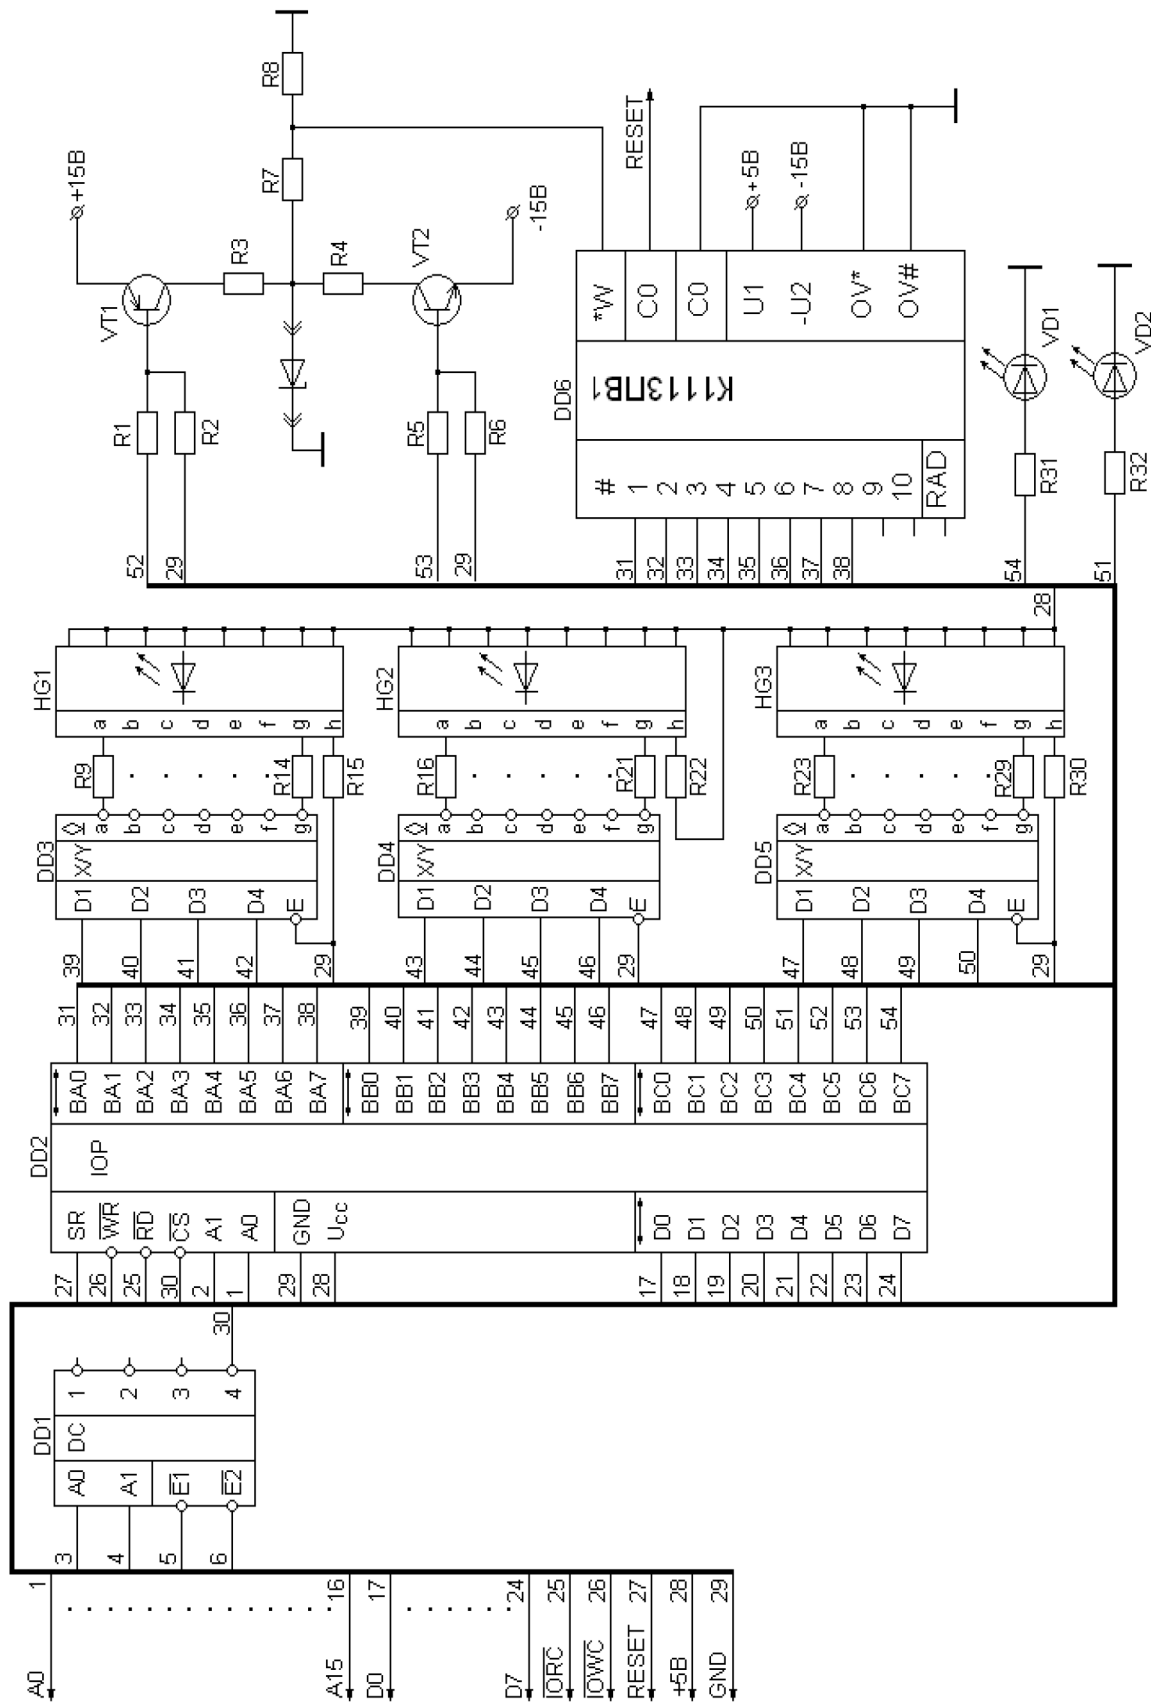 A0
1
A15
16
D0
17
D7
24
IORC
25
IOWC
26
RESET
27
+5В
28
GND
29
DD1
DC
3
A0
4
A1
5
E1
6
E2
1
2
3
4
30
DD2
IOP
27
SR
26
WR
25
RD
30
CS
2
A1
1
A0
29
GND
28
Ucc
17
D0
18
D1
19
D2
20
D3
21
D4
22
D5
23
D6
24
D7
BA0
31
BA1
32
BA2
33
BA3
34
BA4
35
BA5
36
BA6
37
BA7
38
BB0
39
BB1
40
BB2
41
BB3
42
BB4
43
BB5
44
BB6
45
BB7
46
BC0
47
BC1
48
BC2
49
BC3
50
BC4
51
BC5
52
BC6
53
BC7
54
DD3
X/Y
Q
39
D1
40
D2
41
D3
42
D4
29
E
a
b
c
d
e
f
g
R9
R14
R15
HG1
a
b
c
d
e
f
g
h
DD4
X/Y
Q
43
D1
44
D2
45
D3
46
D4
29
E
a
b
c
d
e
f
g
R16
R21
R22
HG2
a
b
c
d
e
f
g
h
DD5
X/Y
Q
47
D1
48
D2
49
D3
50
D4
29
E
a
b
c
d
e
f
g
R23
R29
R30
HG3
a
b
c
d
e
f
g
h
28
52
R1
29
R2
VT1
+15В
R3
R7
R8
R4
VT2
-15В
53
R5
29
R6
DD6
К1113ПВ1
#
31
1
32
2
33
3
34
4
35
5
36
6
37
7
38
8
9
10
RAD
*W
C0
RESET
C0
U1
+5В
-U2
-15В
OV*
OV#
54
R31
VD1
51
R32
VD2